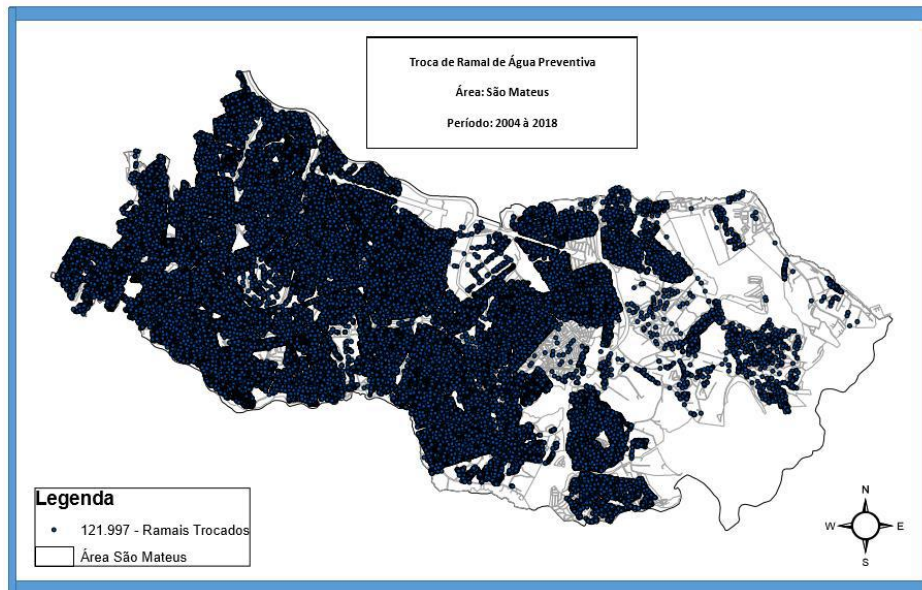 Troca de Ramal de Água Preventiva
Área: São Mateus
Período: 2004 à 2018
Legenda
121.997 - Ramais Trocados
Área São Mateus
N
W
E
S